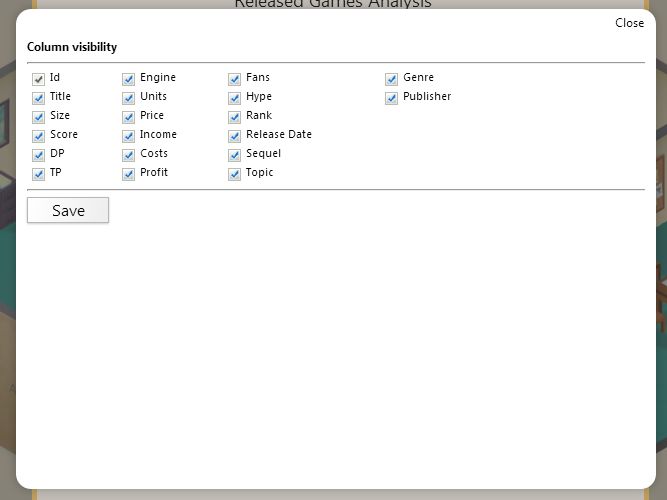 Released Games Analysis
Close
Column visibility
Id
Title
Size
Score
DP
TP
Engine
Units
Price
Income
Costs
Profit
Fans
Hype
Rank
Release Date
Sequel
Topic
Genre
Publisher
Save